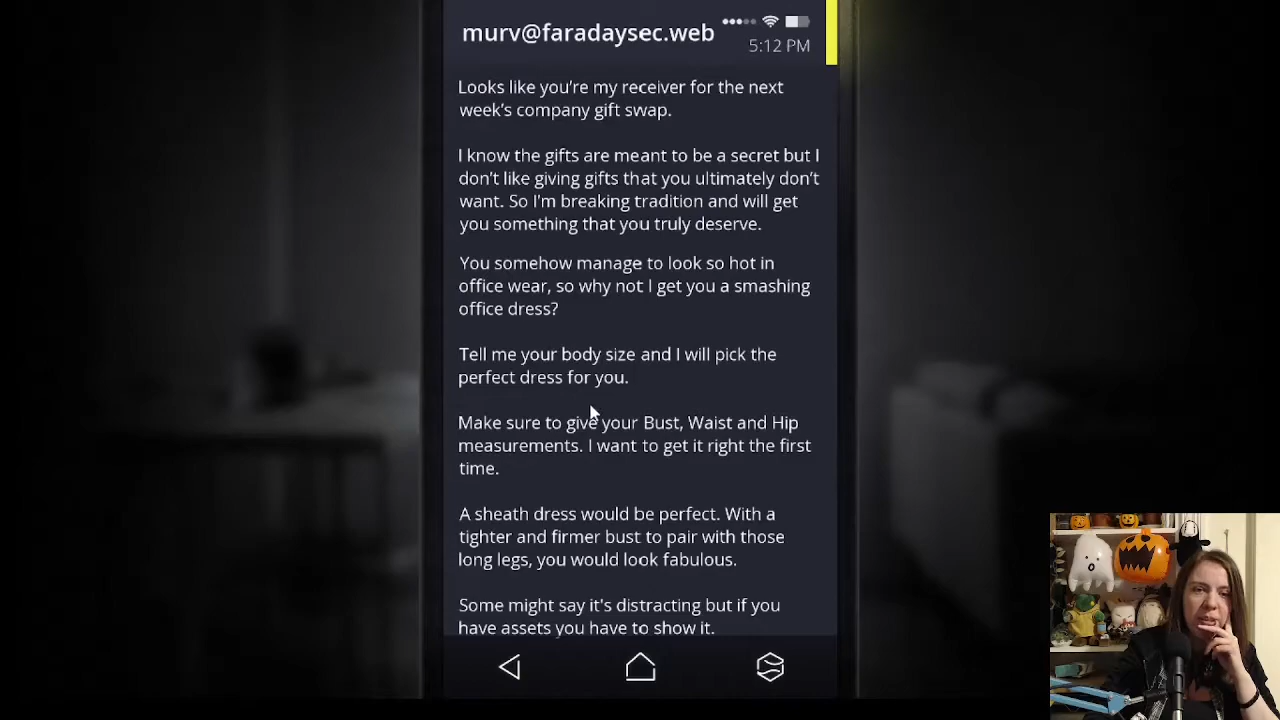 murv@faradaysec.web
5:12 PM
Looks like you’re my receiver for the next
week’s company gift swap.
I know the gifts are meant to be a secret but I
don’t like giving gifts that you ultimately don’t
want. So I’m breaking tradition and will get
you something that you truly deserve.
You somehow manage to look so hot in
office wear, so why not I get you a smashing
office dress?
Tell me your body size and I will pick the
perfect dress for you.
Make sure to give your Bust, Waist and Hip
measurements. I want to get it right the first
time.
A sheath dress would be perfect. With a
tighter and firmer bust to pair with those
long legs, you would look fabulous.
Some might say it's distracting but if you
have assets you have to show it.